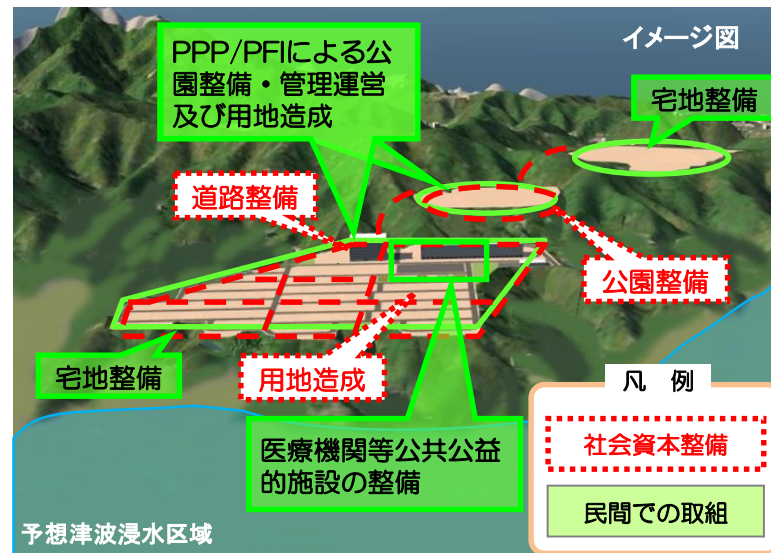 イメージ図
PPP/PFIによる公
園整備・管理運営
及び用地造成
宅地整備
道路整備
公園整備
宅地整備
用地造成
医療機関等公共公益
的施設の整備
凡　例
社会資本整備
民間での取組
予想津波浸水区域